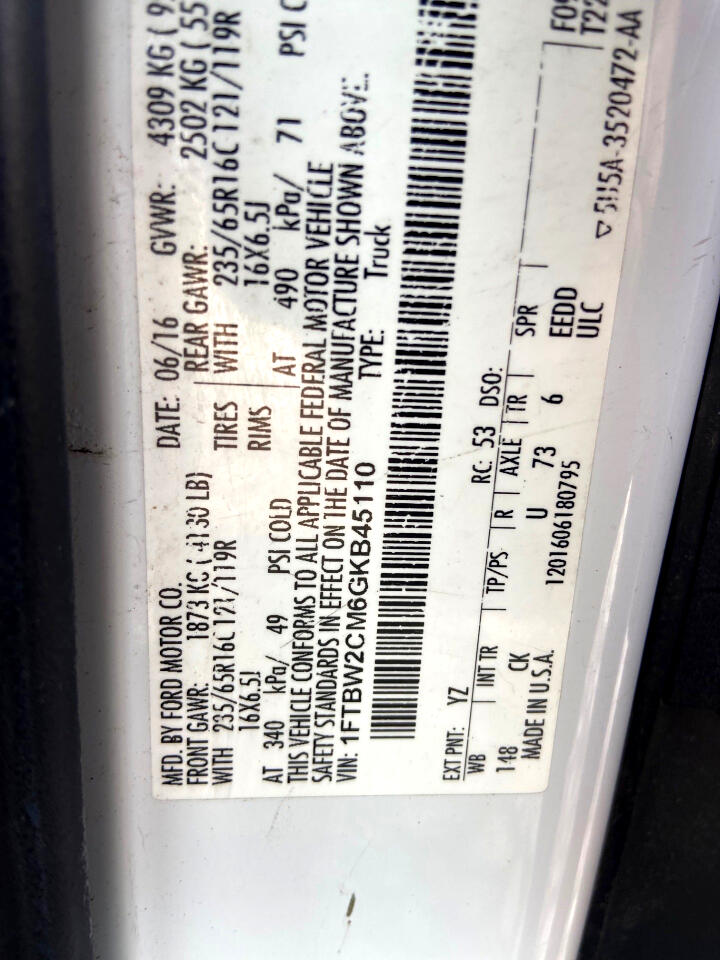 MFD. BY FORD MOTOR CO. DATE: 06/16 GVWR: 4309 KG (
FRONT GAWR: 1873 KG ( 4130 LB) REAR GAWR: 2502 KG (
WITH 235/65R16C 121/119R TIRES WITH 235/65R16C 121/119R
16X6.5J RIMS 16X6.5J
AT 340 kPa/ 49 PSI COLD AT 490 kPa/ 71 PSI
THIS VEHICLE CONFORMS TO ALL APPLICABLE FEDERAL MOTOR VEHICLE
SAFETY STANDARDS IN EFFECT ON THE DATE OF MANUFACTURE SHOWN ABOVE.
VIN: 1FTBW2CM6GKB45110 TYPE: Truck
EXT PNT: YZ RC: 53 DSO:
WB INT TR TP/PS R AXLE TR SPR
148 CK U 73 6 EEDD
MADE IN U.S.A. 1201606180795 ULC